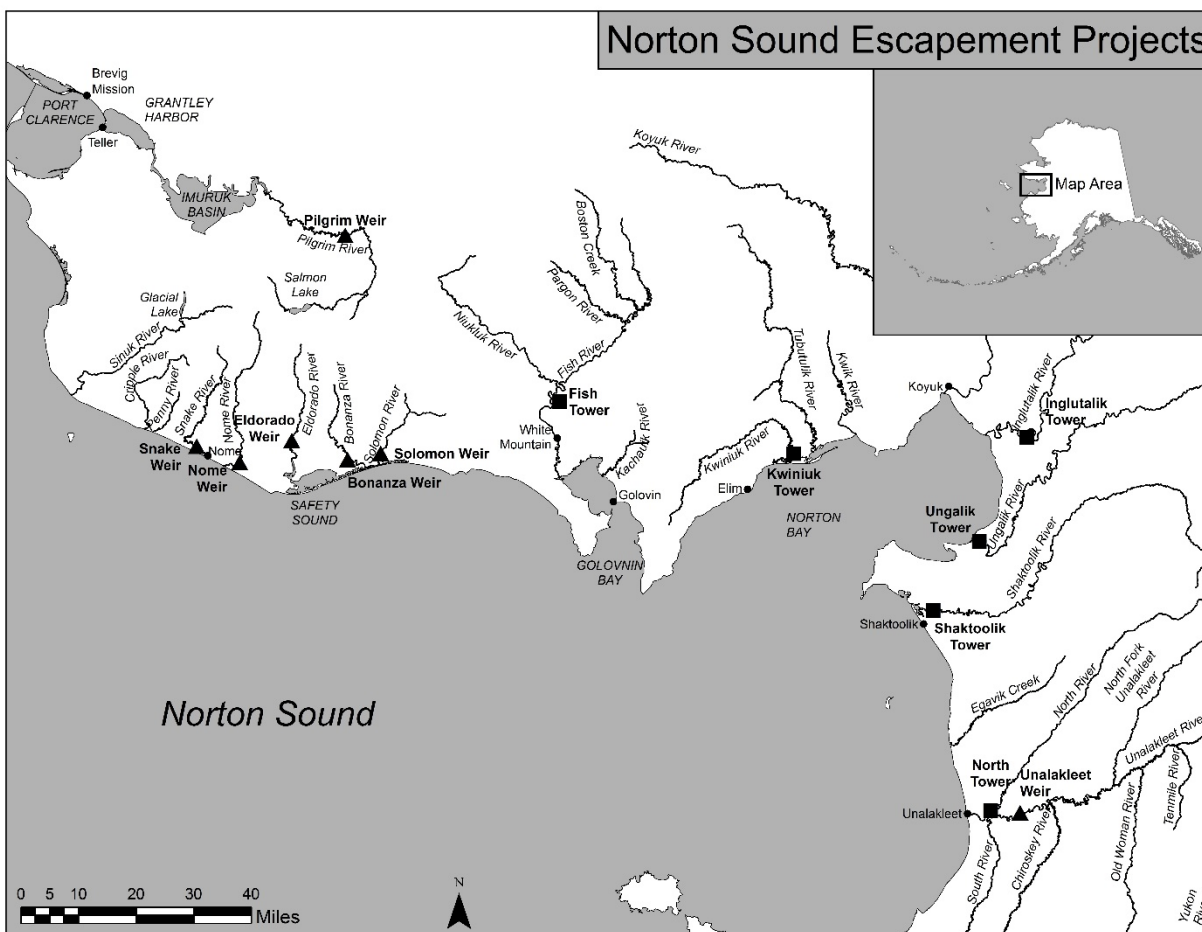 Norton Sound Escapement Projects
Brevig
Mission
PORT
CLARENCE
GRANTLEY
HARBOR
Teller
IMURUK
BASIN
Pilgrim Weir
Pilgrim River
Salmon
Lake
Glacial
Lake
Sinuk River
Cripple River
Penny River
Snake River
Nome River
Eldorado
Weir
Eldorado River
Bonanza River
Solomon River
Snake
Weir
Nome
Nome
Weir
Solomon Weir
Bonanza Weir
SAFETY
SOUND
Koyuk River
Boston Creek
Pargon River
Niukluk River
Fish River
Fish
Tower
White
Mountain
Kachavik River
Golovin
GOLOVNIN
BAY
Tubutulik River
Kwik River
Kwiniuk River
Kwiniuk
Tower
Elim
NORTON
BAY
Map Area
Koyuk
Inglutalik River
Inglutalik
Tower
Ungalik
Tower
Ungalik River
Shaktoolik River
Shaktoolik
Shaktoolik
Tower
Egavik Creek
North River
North Fork
Unalakleet
River
Unalakleet River
North
Tower
Unalakleet
Weir
Unalakleet
South River
Chiroskey River
Old Woman River
Tenmile River
Yukon
Norton Sound
0 5 10 20 30 40
Miles
N